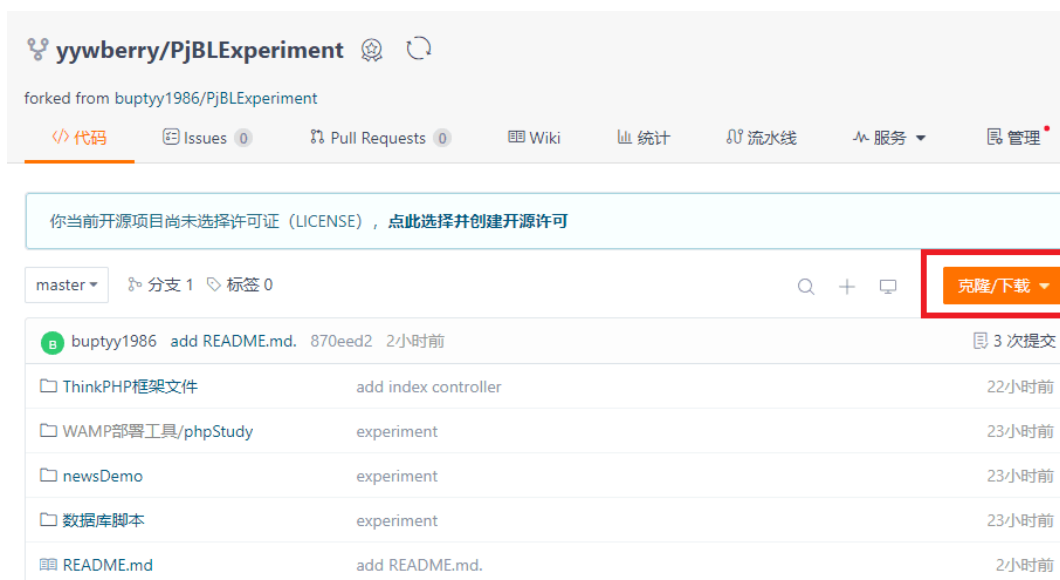 yywberry/PjBLExperiment
forked from buptyy1986/PjBLExperiment
代码 Issues 0 Pull Requests 0 Wiki 统计 流水线 服务 管理
你当前开源项目尚未选择许可证（LICENSE），点此选择并创建开源许可
master 分支 1 标签 0 克隆/下载
B buptyy1986 add README.md. 870eed2 2小时前 3 次提交
ThinkPHP框架文件 add index controller 22小时前
WAMP部署工具/phpStudy experiment 23小时前
newsDemo experiment 23小时前
数据库脚本 experiment 23小时前
README.md add README.md. 2小时前